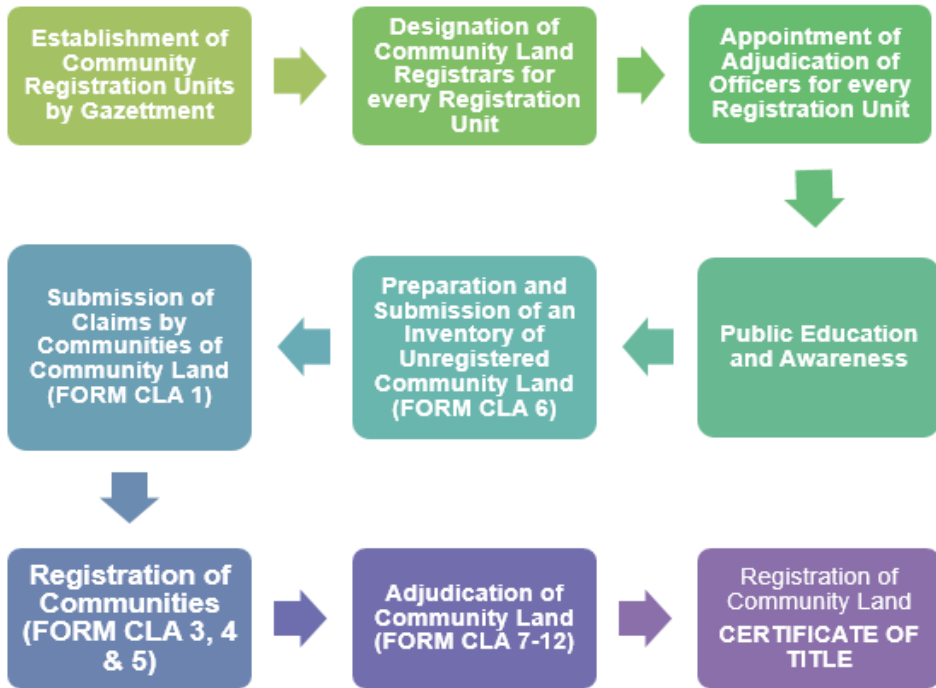 Establishment of
Community
Registration Units
by Gazettment
Designation of
Community Land
Registrars for
every Registration
Unit
Appointment of
Adjudication of
Officers for every
Registration Unit
Public Education
and Awareness
Preparation and
Submission of an
Inventory of
Unregistered
Community Land
(FORM CLA 6)
Submission of
Claims by
Communities of
Community Land
(FORM CLA 1)
Registration of
Communities
(FORM CLA 3, 4
& 5)
Adjudication of
Community Land
(FORM CLA 7-12)
Registration of
Community Land
CERTIFICATE OF
TITLE